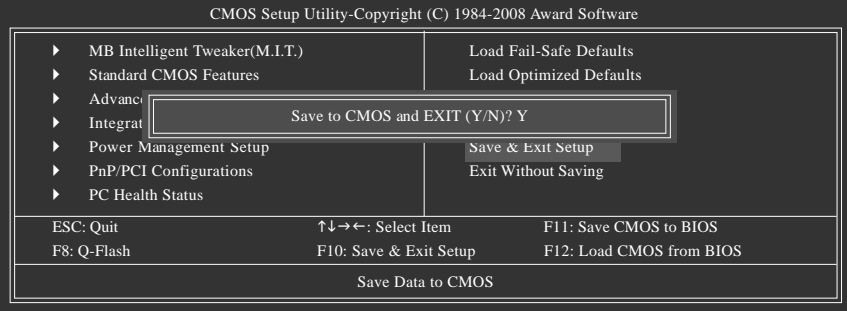 CMOS Setup Utility-Copyright (C) 1984-2008 Award Software
MB Intelligent Tweaker(M.I.T.)
Standard CMOS Features
Advance
Integrat
Power Management Setup
PnP/PCI Configurations
PC Health Status
Load Fail-Safe Defaults
Load Optimized Defaults
Save & Exit Setup
Exit Without Saving
Save to CMOS and EXIT (Y/N)? Y
ESC: Quit ↑↓→←: Select Item F11: Save CMOS to BIOS
F8: Q-Flash F10: Save & Exit Setup F12: Load CMOS from BIOS
Save Data to CMOS